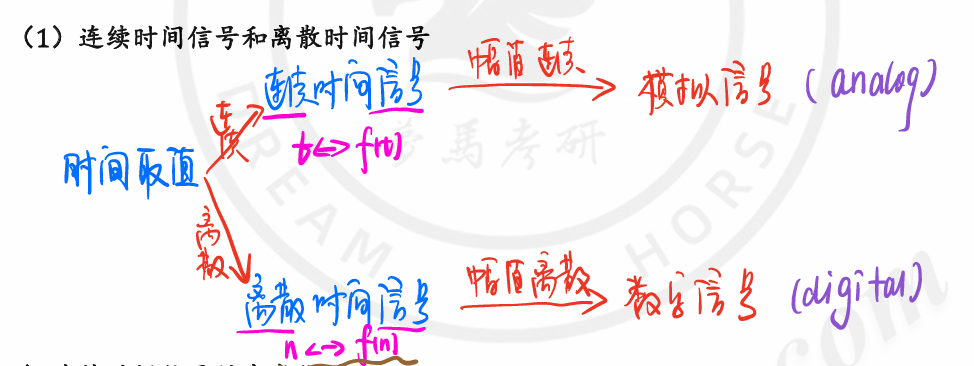 （1）连续时间信号和离散时间信号
连续时间信号 幅值连续 模拟信号 (analog)
连续
t<->f(t)
时间取值
离散
离散时间信号 幅值离散 数字信号 (digital)
n<->f(n)
馬考研
DREAM HORSE
com